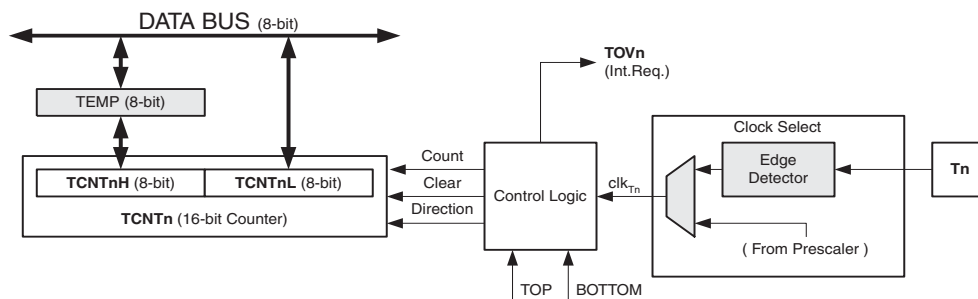 DATA BUS (8-bit)
TOVn
(Int.Req.)
TEMP (8-bit)
Clock Select
Count
Edge
Detector
Tn
TCNTnH (8-bit) TCNTnL (8-bit)
Clear
Control Logic
clkTn
TCNTn (16-bit Counter)
Direction
( From Prescaler )
TOP
BOTTOM